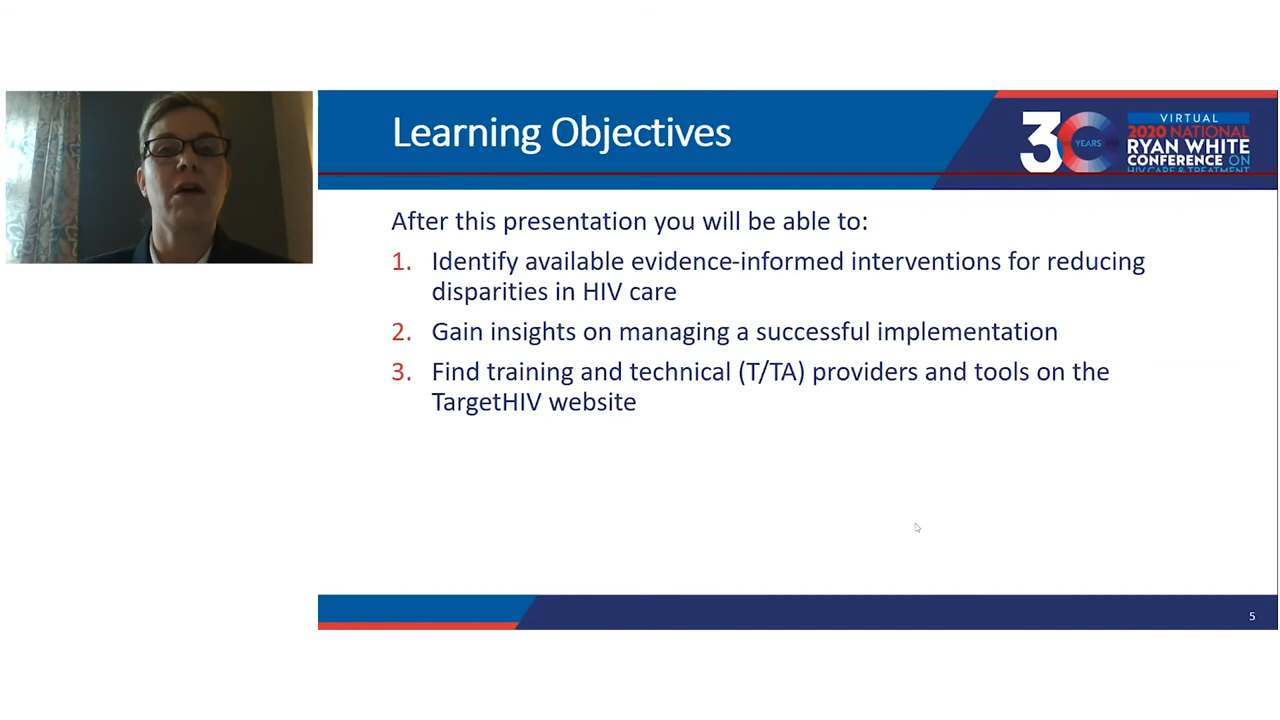 Learning Objectives
30
YEARS
VIRTUAL
2020 NATIONAL
RYAN WHITE
CONFERENCE ON
HIV CARE & TREATMENT
After this presentation you will be able to:
1. Identify available evidence-informed interventions for reducing
disparities in HIV care
2. Gain insights on managing a successful implementation
3. Find training and technical (T/TA) providers and tools on the
TargetHIV website
5